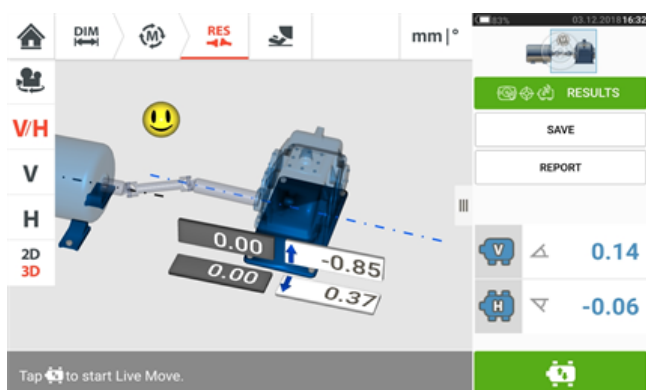 DIM
M
RES
mm|°
83%
03.12.2018 16:32
V/H
V
H
2D
3D
0.00
-0.85
0.00
0.37
RESULTS
SAVE
REPORT
V
0.14
H
-0.06
Tap to start Live Move.